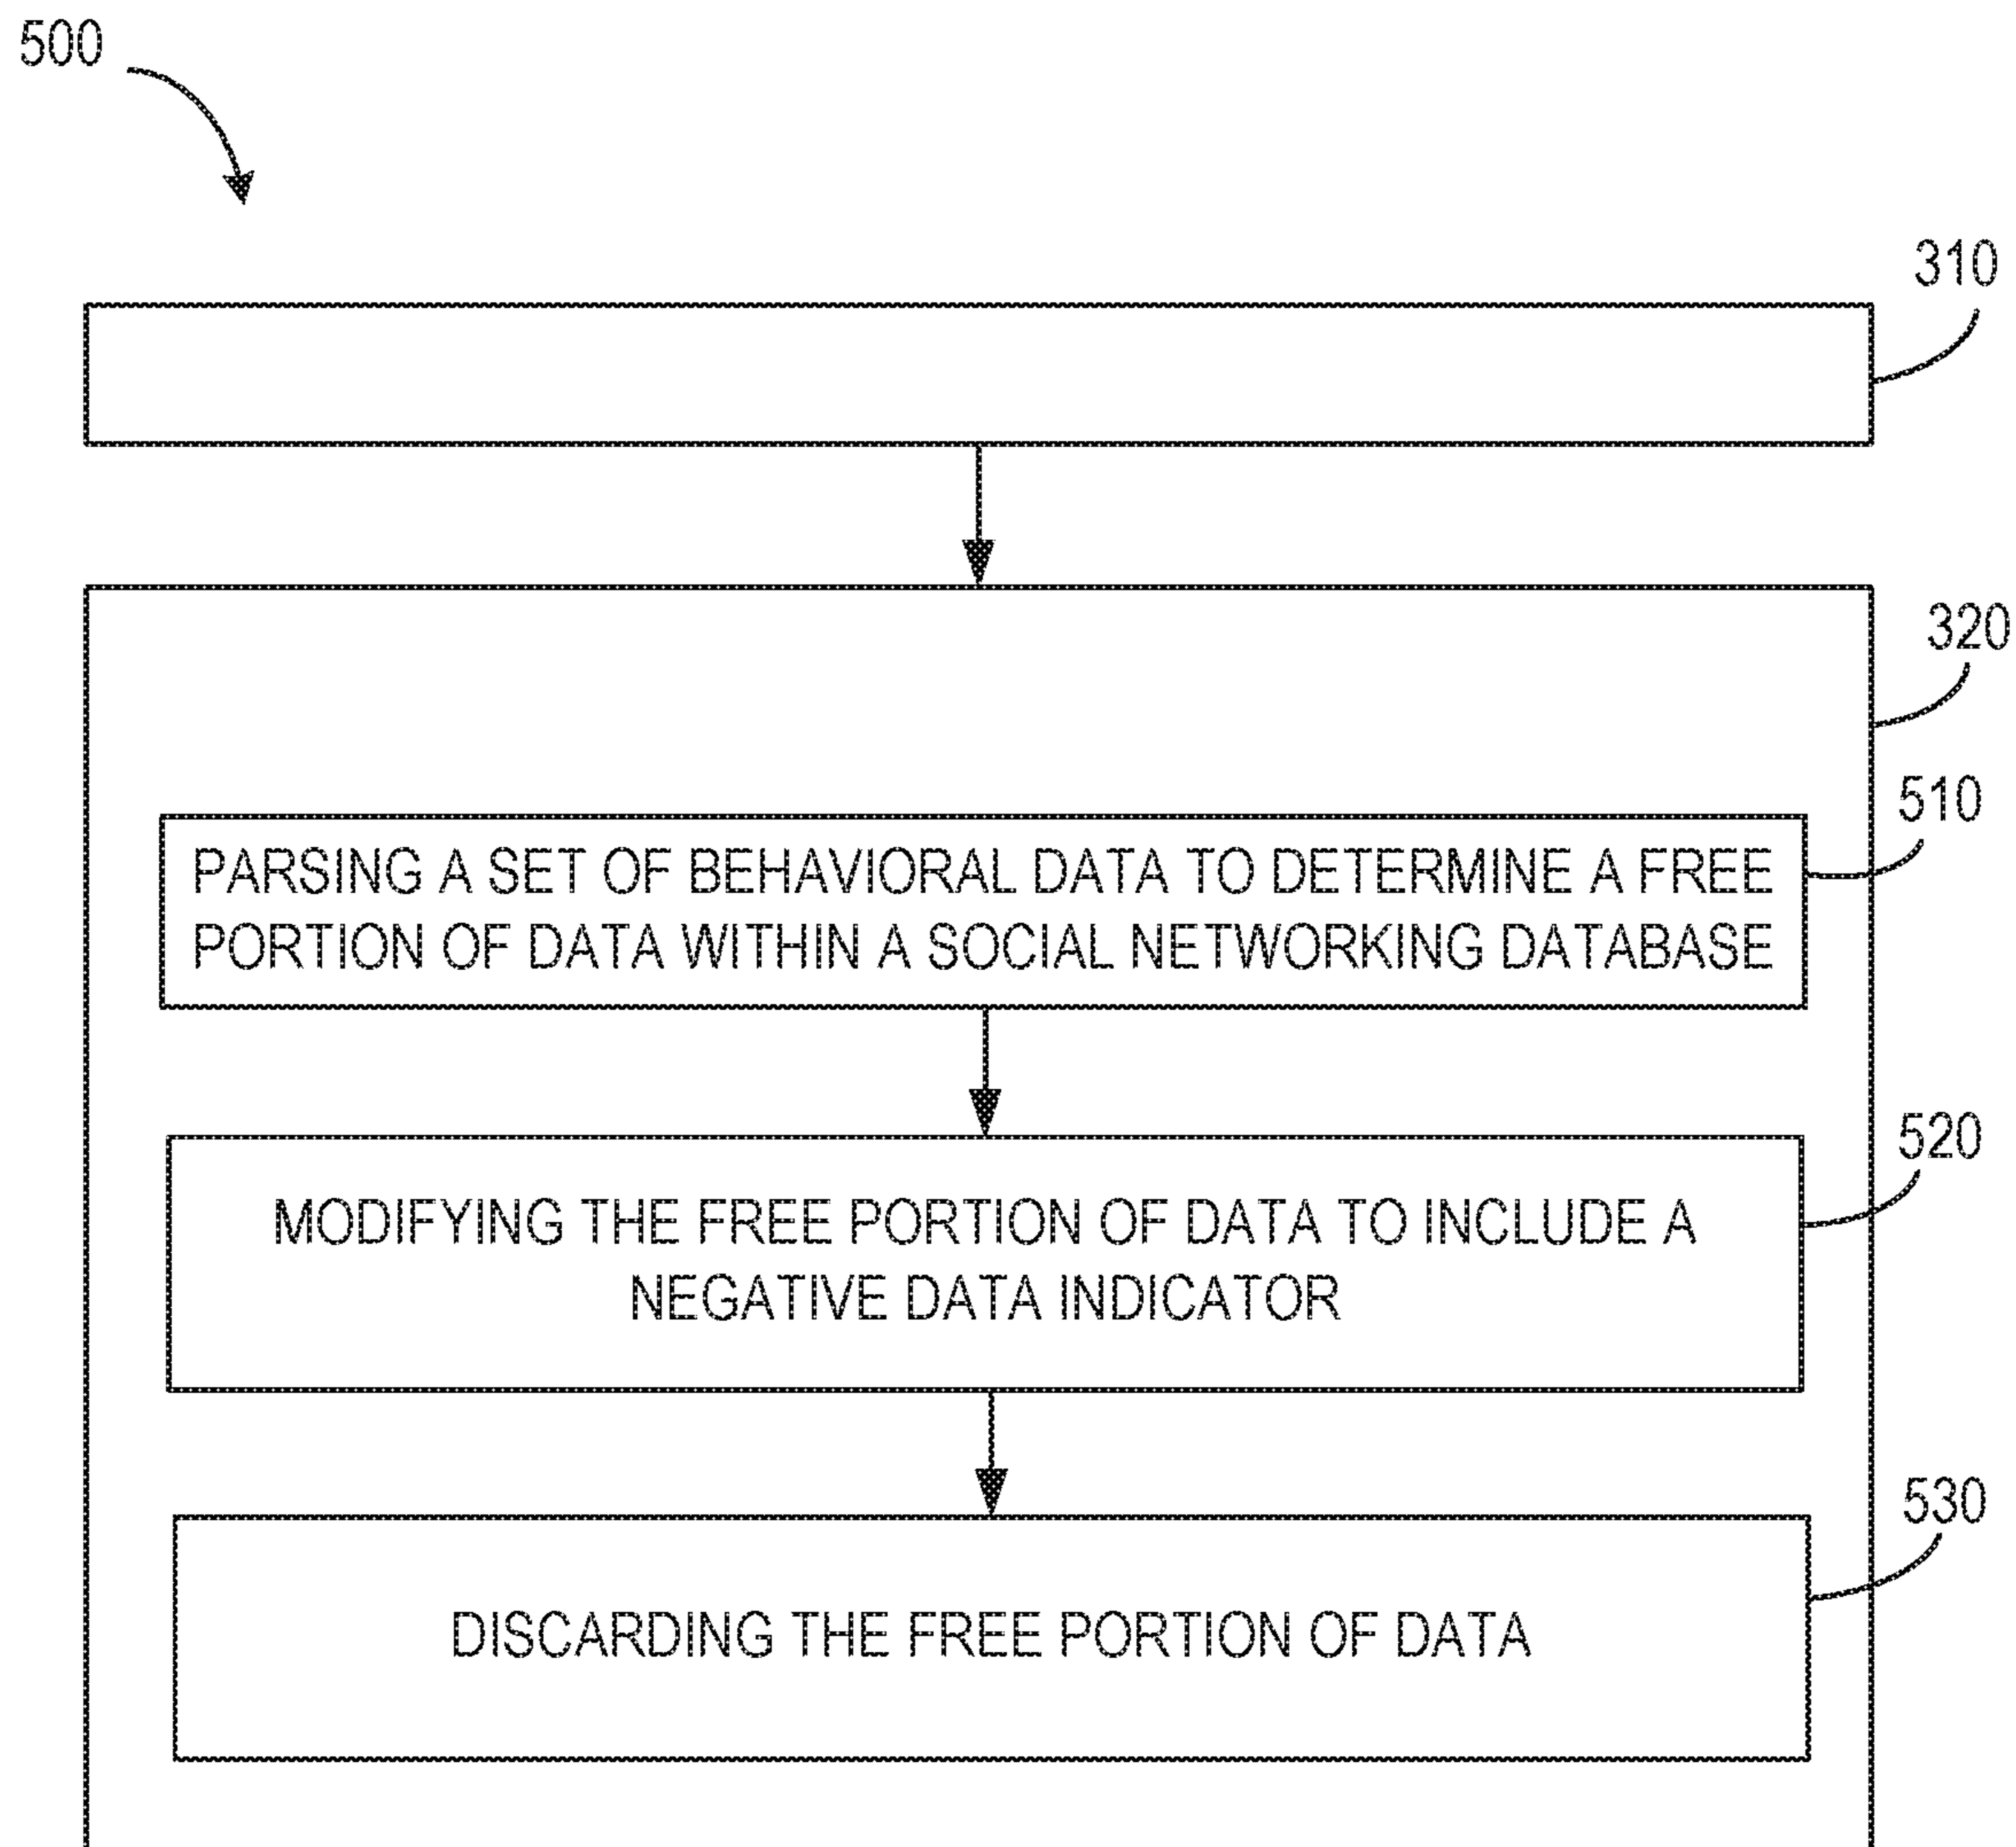 500
310
320
510
PARSING A SET OF BEHAVIORAL DATA TO DETERMINE A FREE
PORTION OF DATA WITHIN A SOCIAL NETWORKING DATABASE
520
MODIFYING THE FREE PORTION OF DATA TO INCLUDE A
NEGATIVE DATA INDICATOR
530
DISCARDING THE FREE PORTION OF DATA